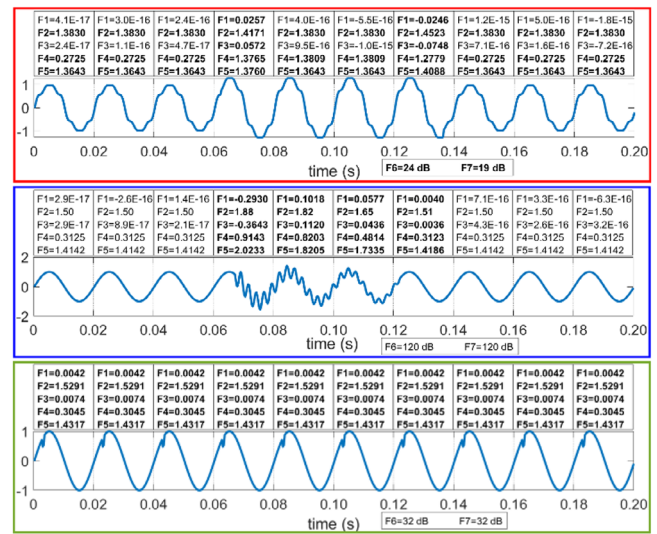 F1=4.1E-17 F1=3.0E-16 F1=2.4E-16 F1=0.0257 F1=4.0E-16 F1=-5.5E-16 F1=-0.0246 F1=1.2E-15 F1=5.0E-16 F1=-1.8E-15
F2=1.3830 F2=1.3830 F2=1.3830 F2=1.4171 F2=1.3830 F2=1.3830 F2=1.4523 F2=1.3830 F2=1.3830 F2=1.3830
F3=2.4E-17 F3=1.1E-16 F3=4.7E-17 F3=0.0572 F3=9.5E-16 F3=-1.0E-15 F3=-0.0748 F3=7.1E-16 F3=1.6E-16 F3=-7.2E-16
F4=0.2725 F4=0.2725 F4=0.2725 F4=1.3765 F4=1.3809 F4=1.3809 F4=1.2779 F4=0.2725 F4=0.2725 F4=0.2725
F5=1.3643 F5=1.3643 F5=1.3643 F5=1.3760 F5=1.3643 F5=1.3643 F5=1.4088 F5=1.3643 F5=1.3643 F5=1.3643
1
0
-1
0 0.02 0.04 0.06 0.08 0.10 0.12 0.14 0.16 0.18 0.20
time (s)
F6=24 dB F7=19 dB
F1=2.9E-17 F1=-2.6E-16 F1=1.4E-16 F1=-0.2930 F1=0.1018 F1=0.0577 F1=0.0040 F1=7.1E-16 F1=3.3E-16 F1=-6.3E-16
F2=1.50 F2=1.50 F2=1.50 F2=1.88 F2=1.82 F2=1.65 F2=1.51 F2=1.50 F2=1.50 F2=1.50
F3=2.9E-17 F3=8.9E-17 F3=2.1E-17 F3=-0.3643 F3=0.1120 F3=0.0436 F3=0.0036 F3=4.3E-16 F3=2.6E-16 F3=3.2E-16
F4=0.3125 F4=0.3125 F4=0.3125 F4=0.9143 F4=0.8203 F4=0.4814 F4=0.3123 F4=0.3125 F4=0.3125 F4=0.3125
F5=1.4142 F5=1.4142 F5=1.4142 F5=2.0233 F5=1.8205 F5=1.7335 F5=1.4186 F5=1.4142 F5=1.4142 F5=1.4142
2
0
-2
0 0.02 0.04 0.06 0.08 0.10 0.12 0.14 0.16 0.18 0.20
time (s)
F6=120 dB F7=120 dB
F1=0.0042 F1=0.0042 F1=0.0042 F1=0.0042 F1=0.0042 F1=0.0042 F1=0.0042 F1=0.0042 F1=0.0042 F1=0.0042
F2=1.5291 F2=1.5291 F2=1.5291 F2=1.5291 F2=1.5291 F2=1.5291 F2=1.5291 F2=1.5291 F2=1.5291 F2=1.5291
F3=0.0074 F3=0.0074 F3=0.0074 F3=0.0074 F3=0.0074 F3=0.0074 F3=0.0074 F3=0.0074 F3=0.0074 F3=0.0074
F4=0.3045 F4=0.3045 F4=0.3045 F4=0.3045 F4=0.3045 F4=0.3045 F4=0.3045 F4=0.3045 F4=0.3045 F4=0.3045
F5=1.4317 F5=1.4317 F5=1.4317 F5=1.4317 F5=1.4317 F5=1.4317 F5=1.4317 F5=1.4317 F5=1.4317 F5=1.4317
1
0
-1
0 0.02 0.04 0.06 0.08 0.10 0.12 0.14 0.16 0.18 0.20
time (s)
F6=32 dB F7=32 dB